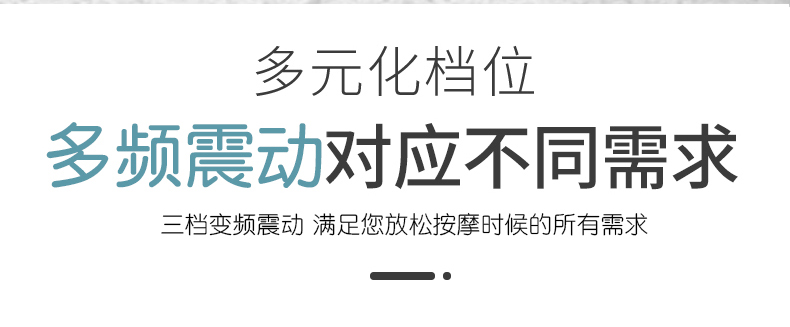 多元化档位
多频震动对应不同需求
三档变频震动 满足您放松按摩时候的所有需求